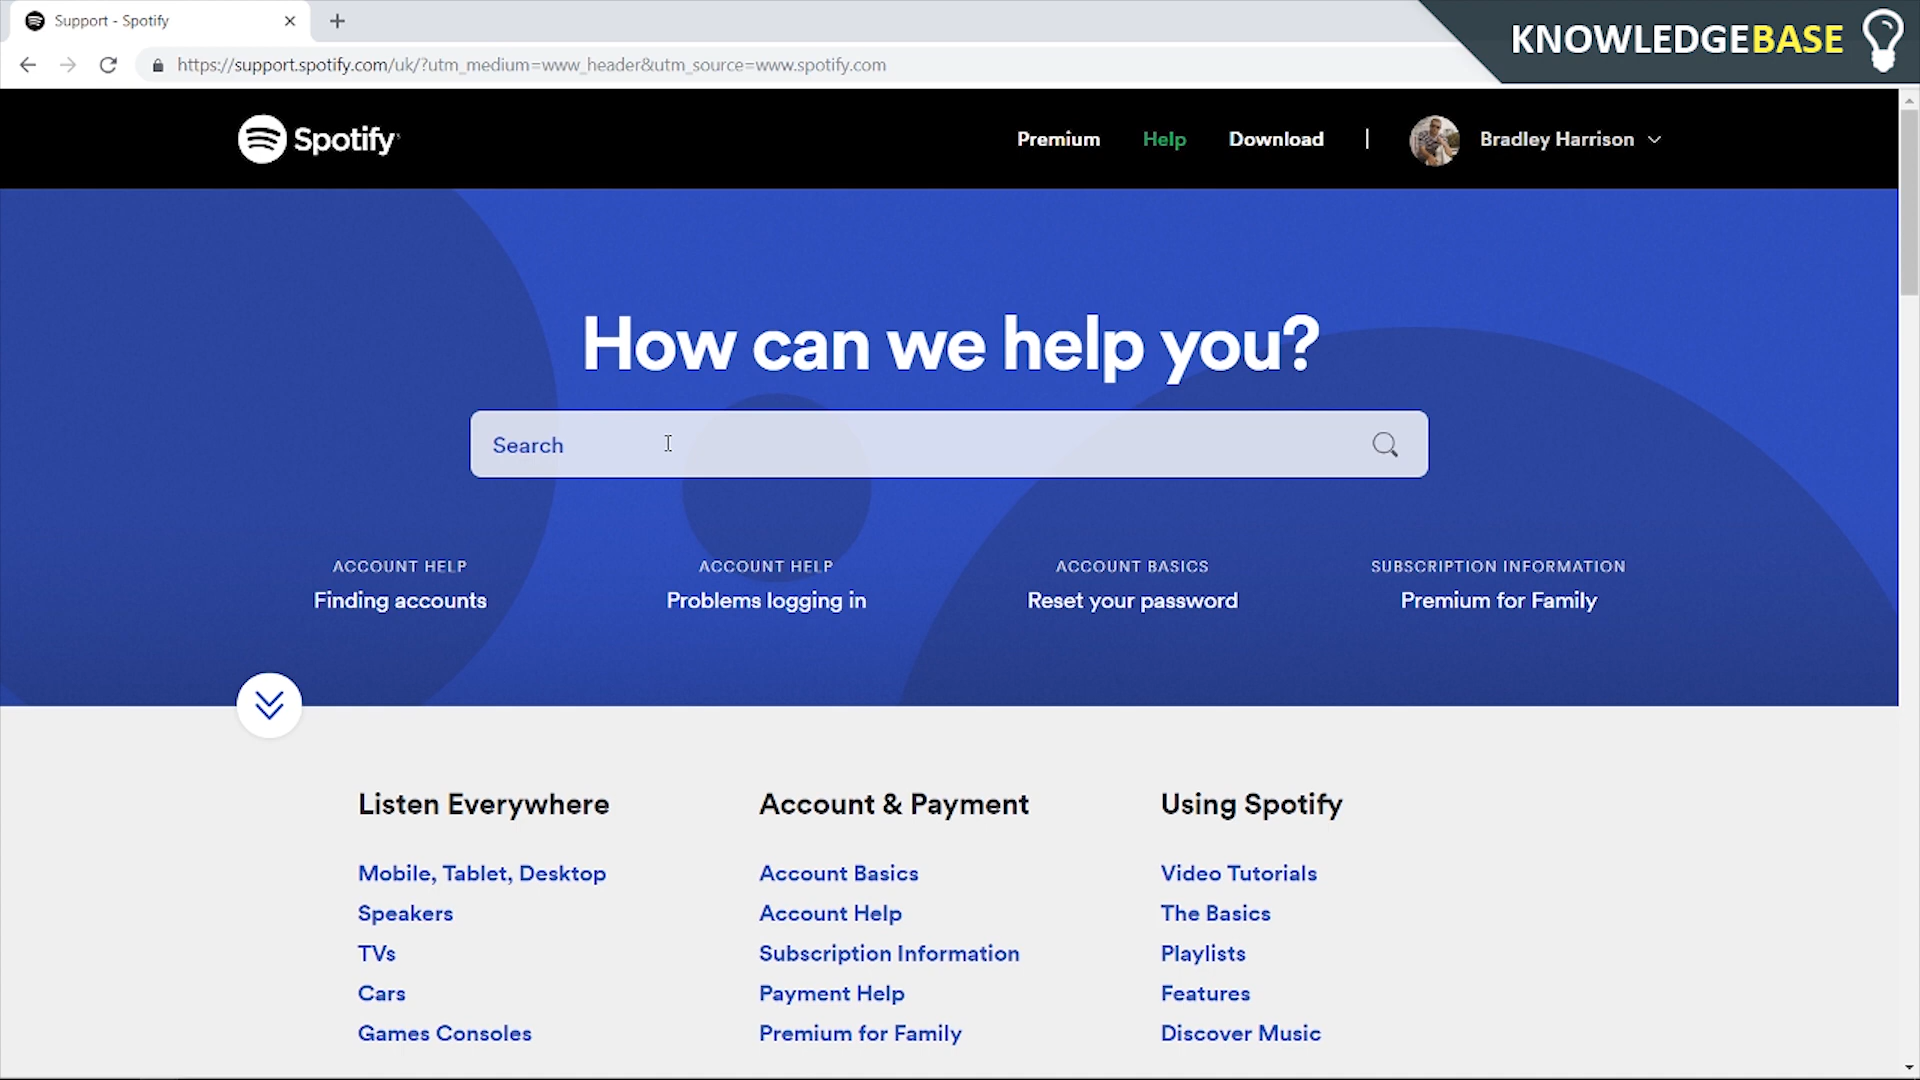 Support - Spotify
KNOWLEDGEBASE
https://support.spotify.com/uk/?utm_medium=www_header&utm_source=www.spotify.com
Spotify
Premium
Help
Download
Bradley Harrison
How can we help you?
Search
ACCOUNT HELP
Finding accounts
ACCOUNT HELP
Problems logging in
ACCOUNT BASICS
Reset your password
SUBSCRIPTION INFORMATION
Premium for Family
Listen Everywhere
Mobile, Tablet, Desktop
Speakers
TVs
Cars
Games Consoles
Account & Payment
Account Basics
Account Help
Subscription Information
Payment Help
Premium for Family
Using Spotify
Video Tutorials
The Basics
Playlists
Features
Discover Music